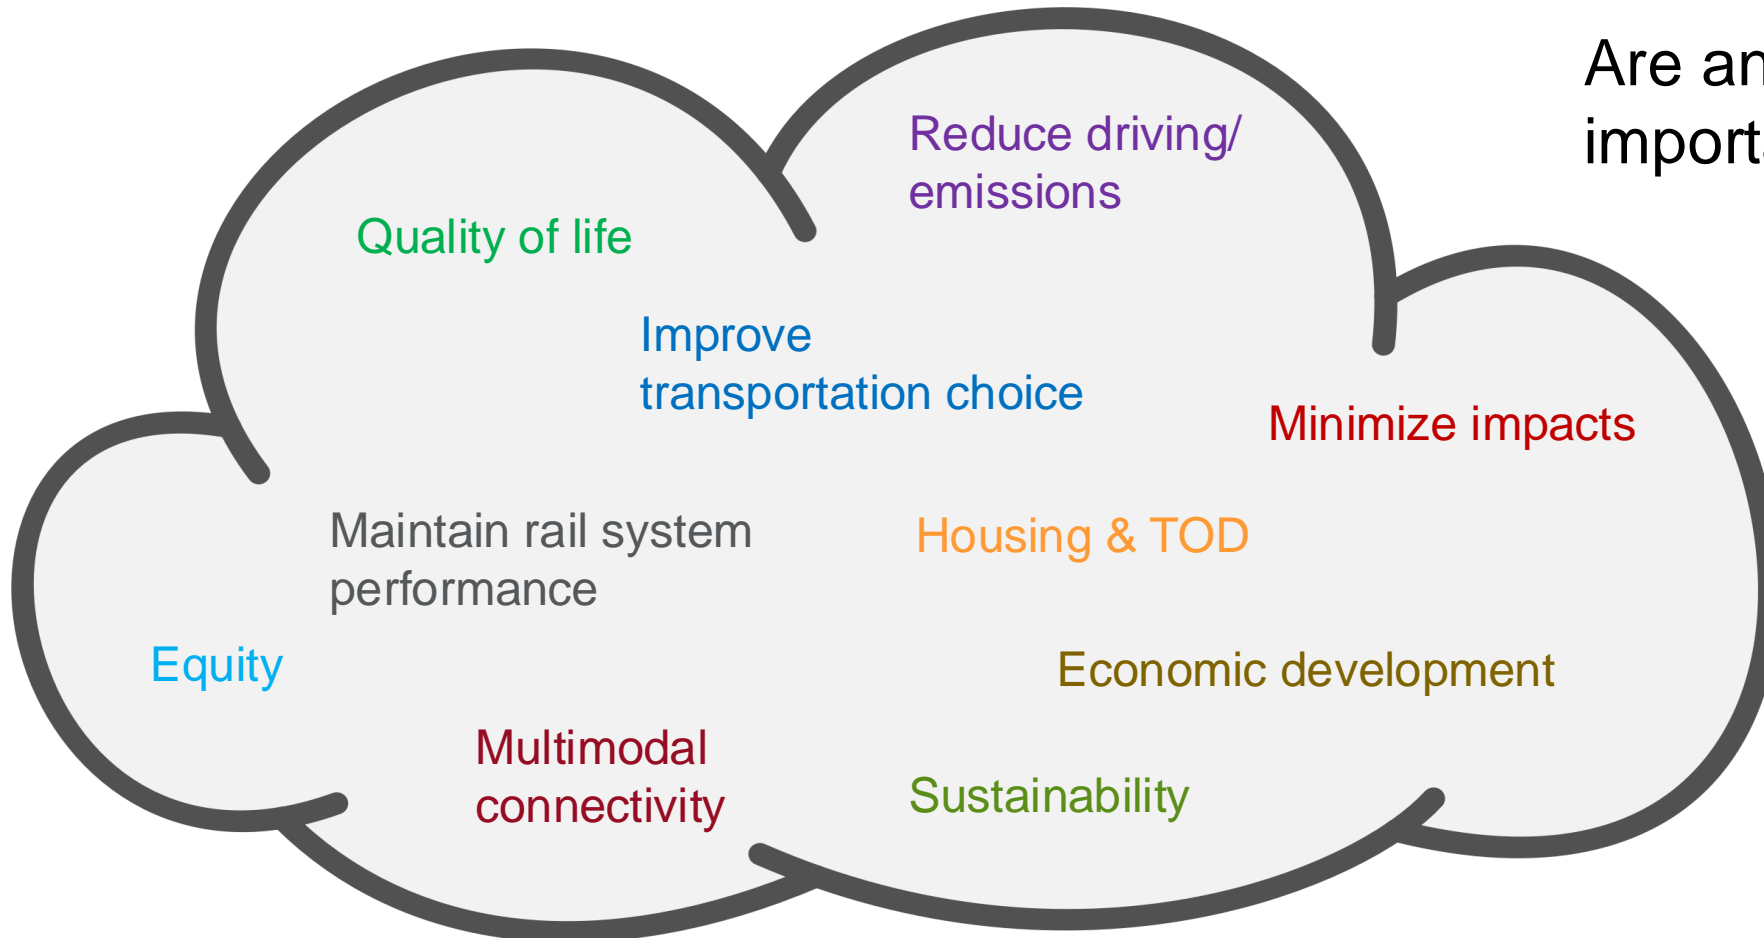 Are
import
Reduce driving/
emissions
Quality of life
Improve
transportation choice
Minimize impacts
Maintain rail system
performance
Housing & TOD
Equity
Economic development
Multimodal
connectivity
Sustainability